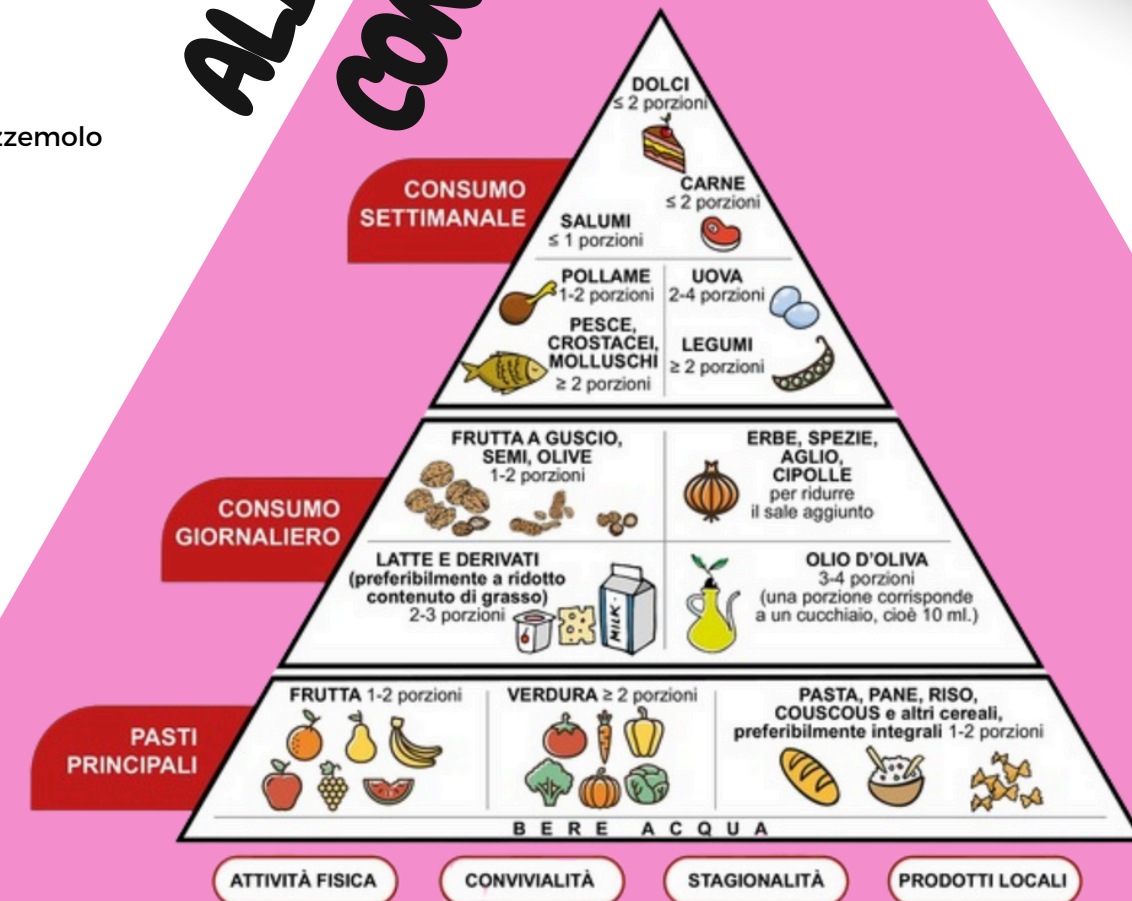 zzemolo
CONSUMO
SETTIMANALE
DOLCI
≤ 2 porzioni
CARNE
≤ 2 porzioni
SALUMI
≤ 1 porzioni
POLLAME
1-2 porzioni
UOVA
2-4 porzioni
PESCE,
CROSTACEI,
MOLLUSCHI
≥ 2 porzioni
LEGUMI
≥ 2 porzioni
CONSUMO
GIORNALIERO
FRUTTA A GUSCIO,
SEMI, OLIVE
1-2 porzioni
ERBE, SPEZIE,
AGLIO,
CIPOLLE
per ridurre
il sale aggiunto
LATTE E DERIVATI
(preferibilmente a ridotto
contenuto di grasso)
2-3 porzioni
MILK
OLIO D'OLIVA
3-4 porzioni
(una porzione corrisponde
a un cucchiaio, cioè 10 ml.)
PASTI
PRINCIPALI
FRUTTA 1-2 porzioni
VERDURA ≥ 2 porzioni
PASTA, PANE, RISO,
COUSCOUS e altri cereali,
preferibilmente integrali 1-2 porzioni
BERE ACQUA
ATTIVITÀ FISICA
CONVIVIALITÀ
STAGIONALITÀ
PRODOTTI LOCALI